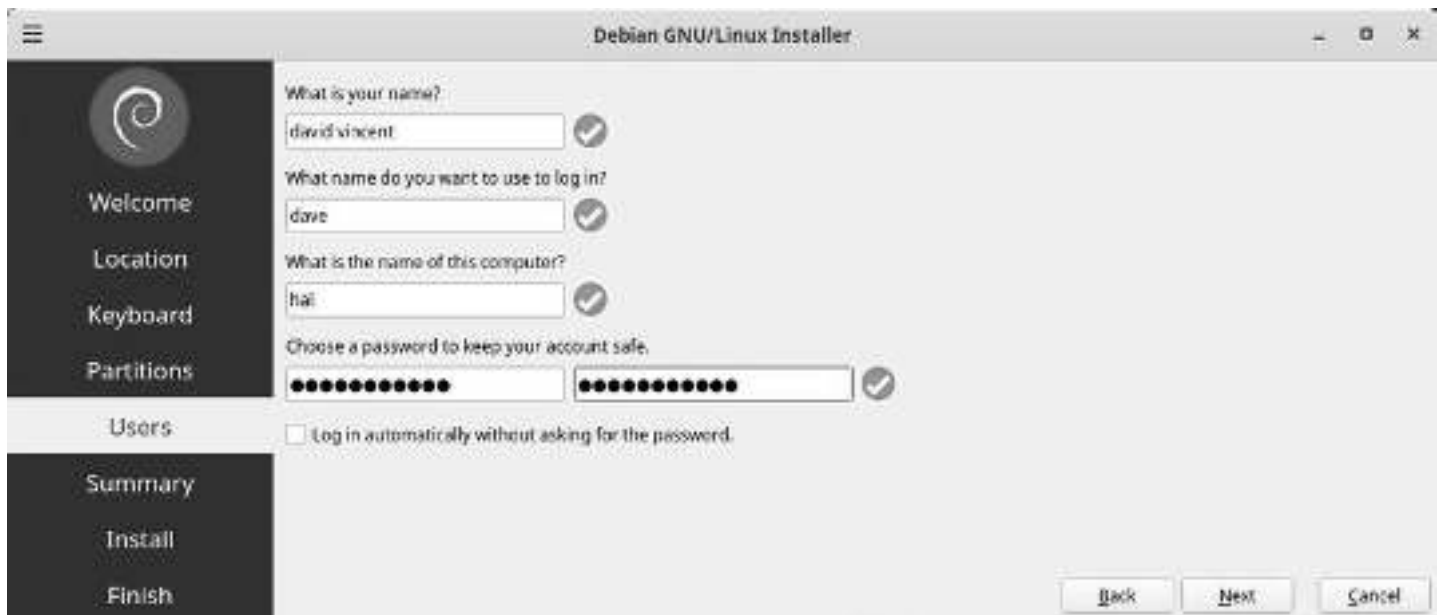 Debian GNU/Linux Installer
Welcome
Location
Keyboard
Partitions
Users
Summary
Install
Finish
What is your name?
david vincent
What name do you want to use to log in?
dave
What is the name of this computer?
hal
Choose a password to keep your account safe.
●●●●●●●●●●● ●●●●●●●●●●●
Log in automatically without asking for the password.
Back Next Cancel